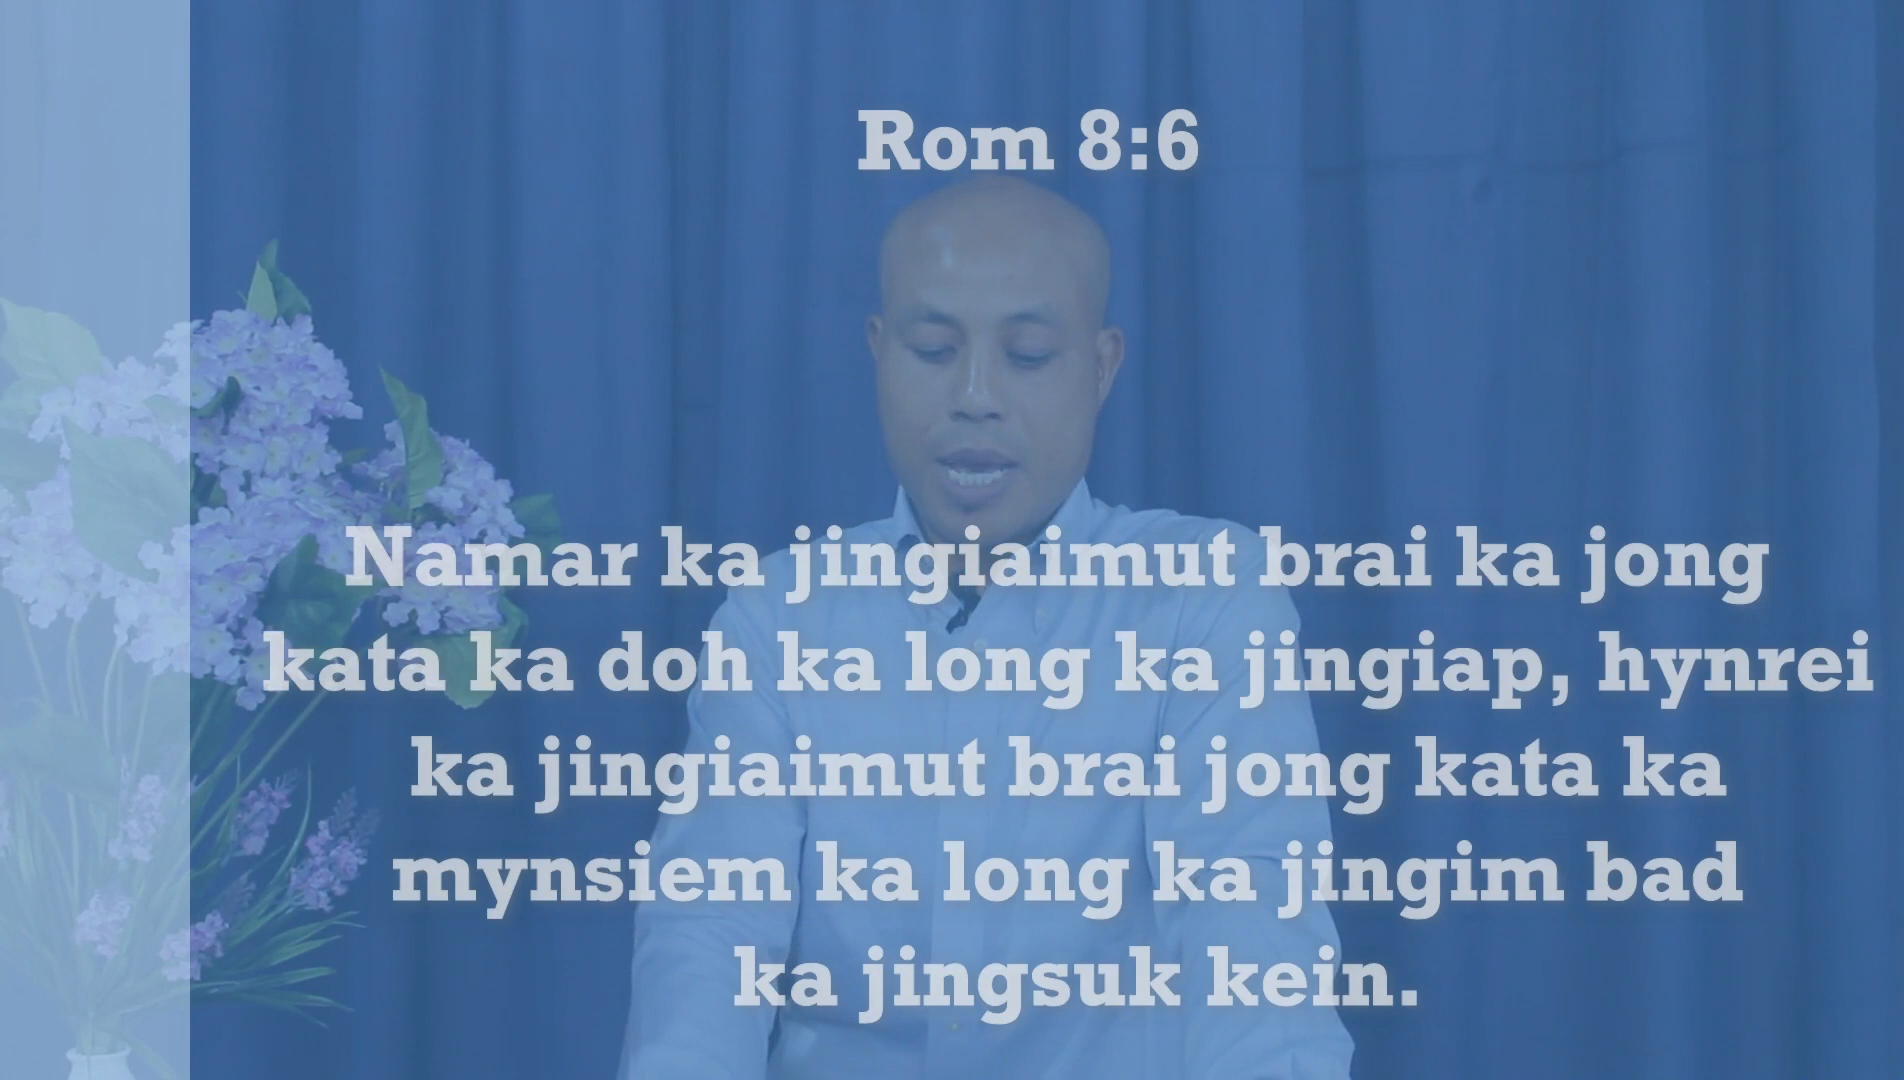 Rom 8:6
Namar ka jingiaimut brai ka jong
kata ka doh ka long ka jingiap, hynrei
ka jingiaimut brai jong kata ka
mynsiem ka long ka jingim bad
ka jingsuk kein.